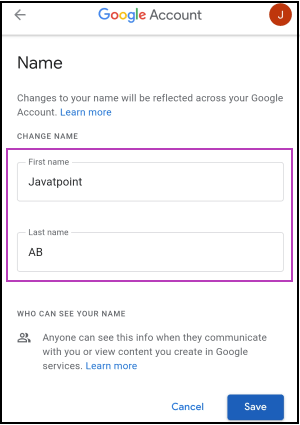 Google Account
J
Name
Changes to your name will be reflected across your Google
Account. Learn more
CHANGE NAME
First name
Javatpoint
Last name
AB
WHO CAN SEE YOUR NAME
Anyone can see this info when they communicate
with you or view content you create in Google
services. Learn more
Cancel
Save